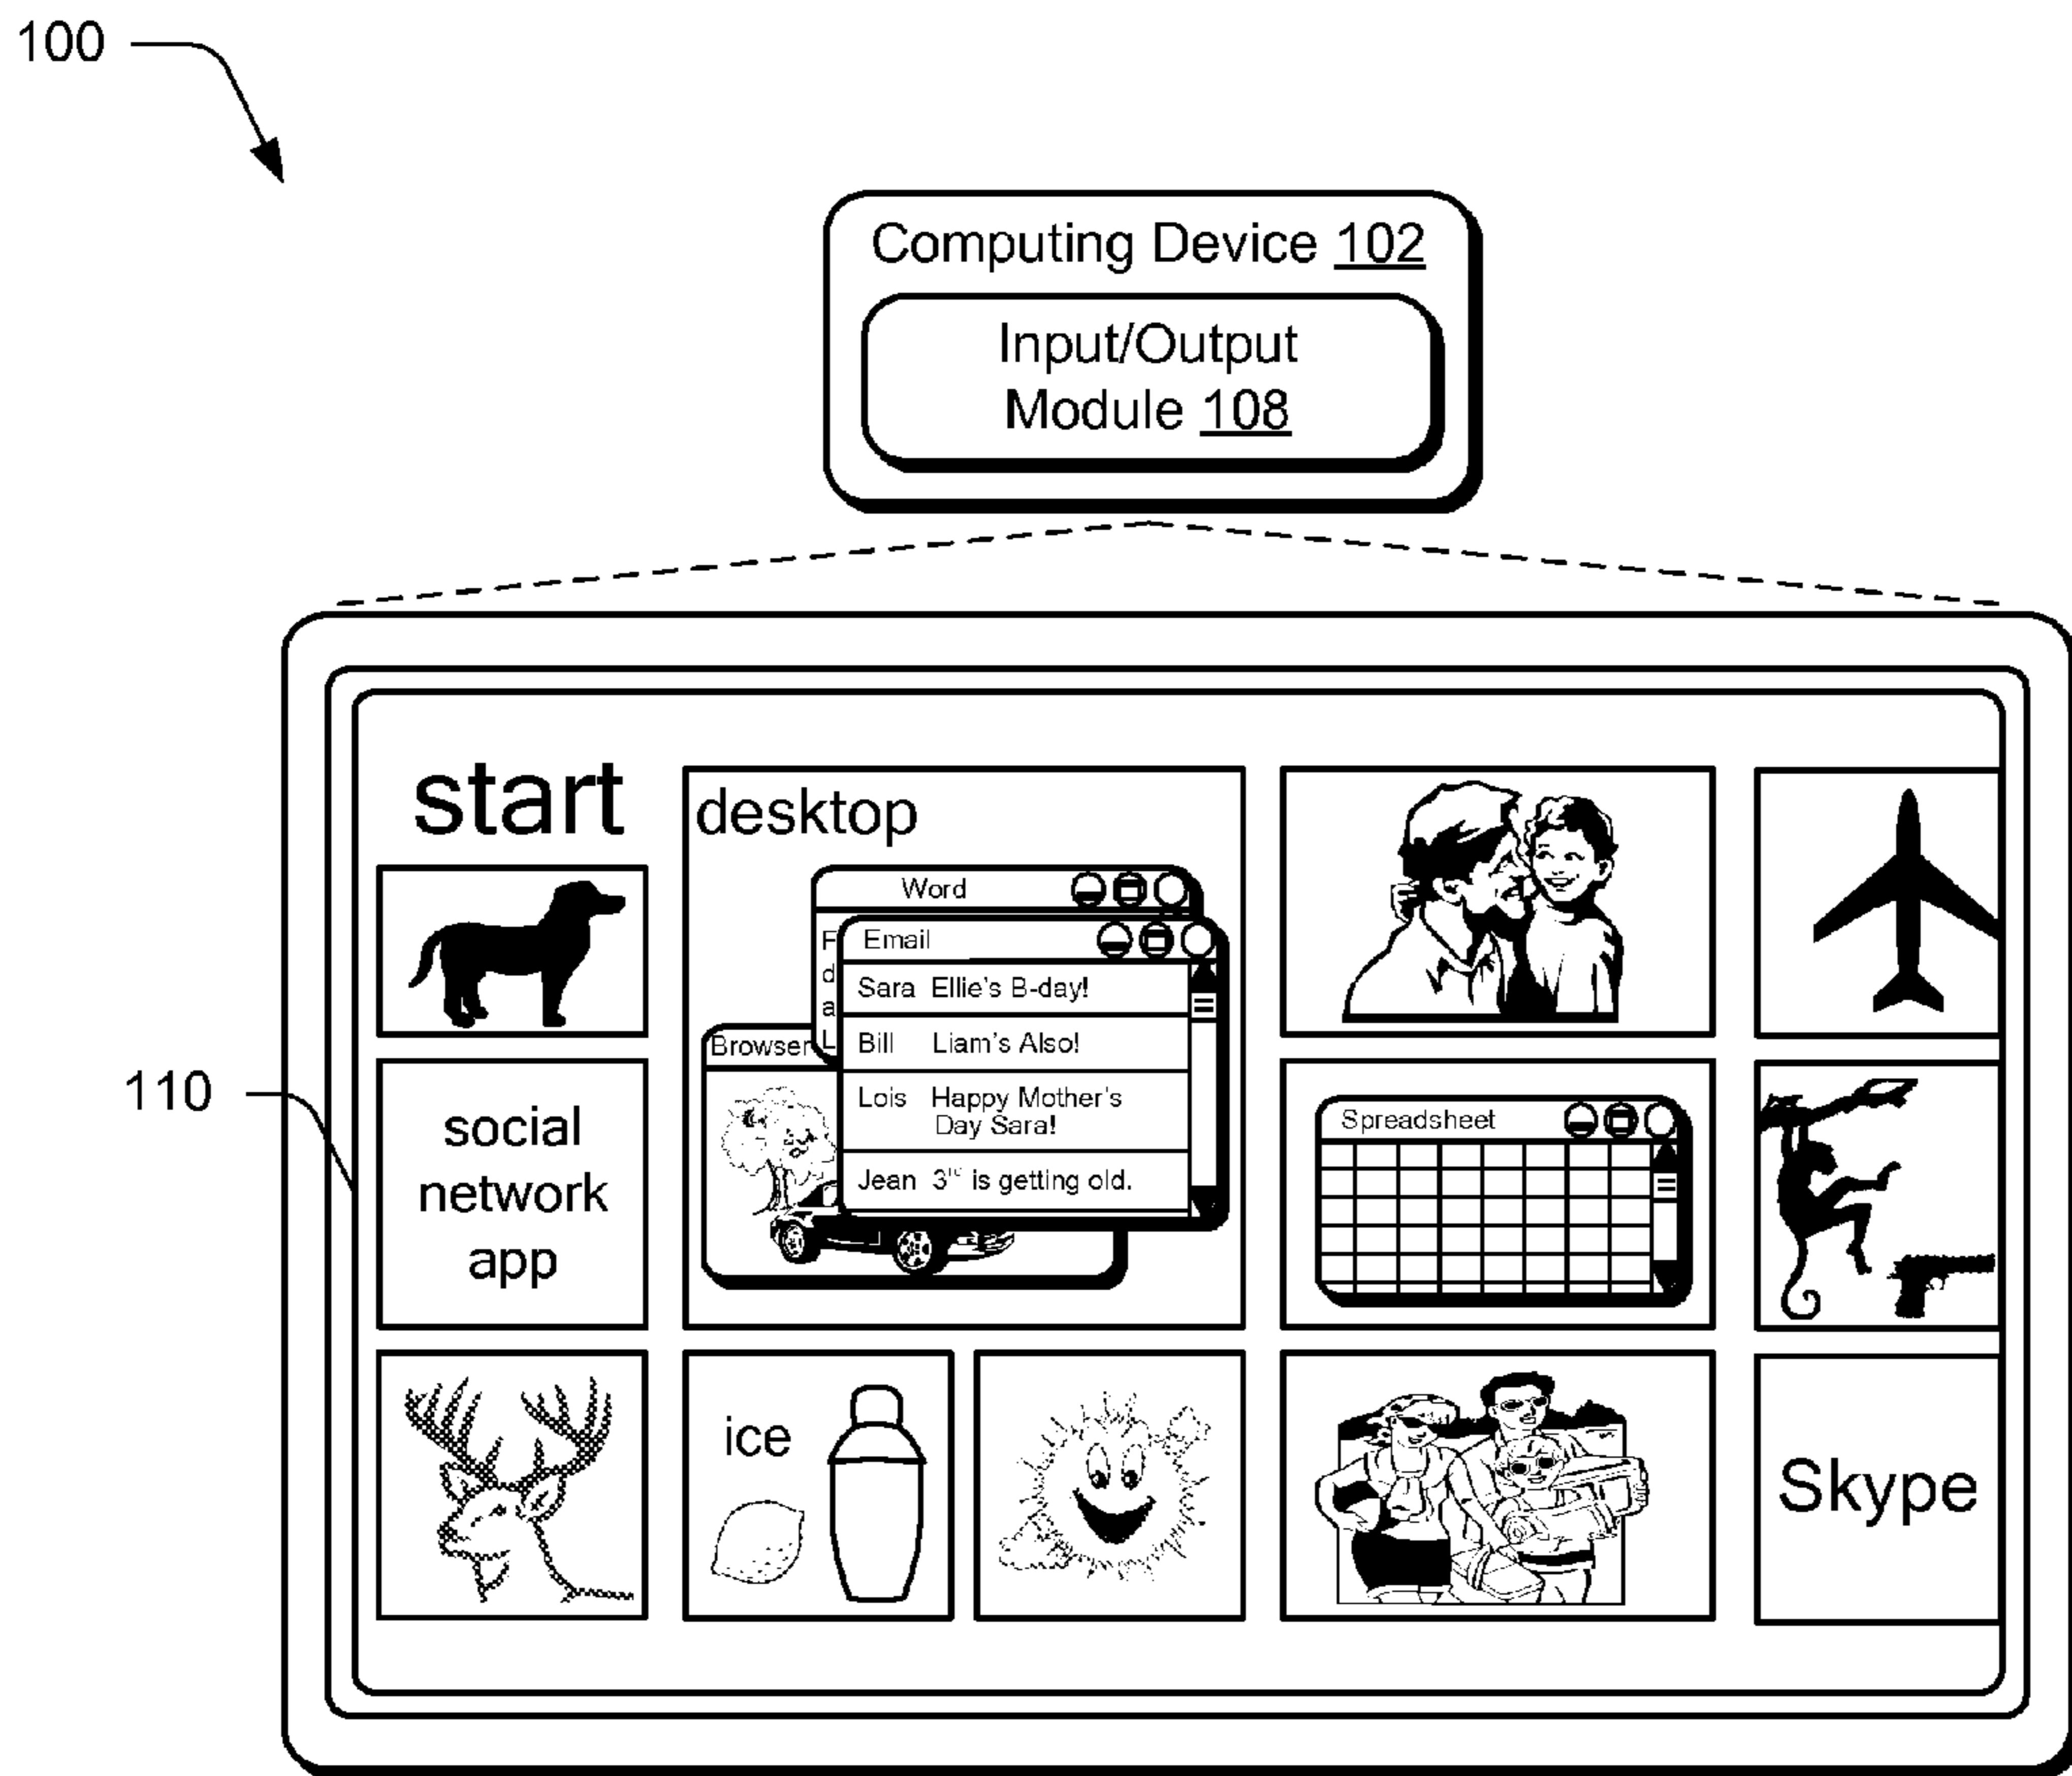 100
Computing Device 102
Input/Output
Module 108
start
desktop
Word
F
d
a
L
Email
Sara Ellie's B-day!
Bill Liam's Also!
Lois Happy Mother's
Day Sara!
Jean is getting old.
Browser
110
social
network
app
Spreadsheet
ice
Skype